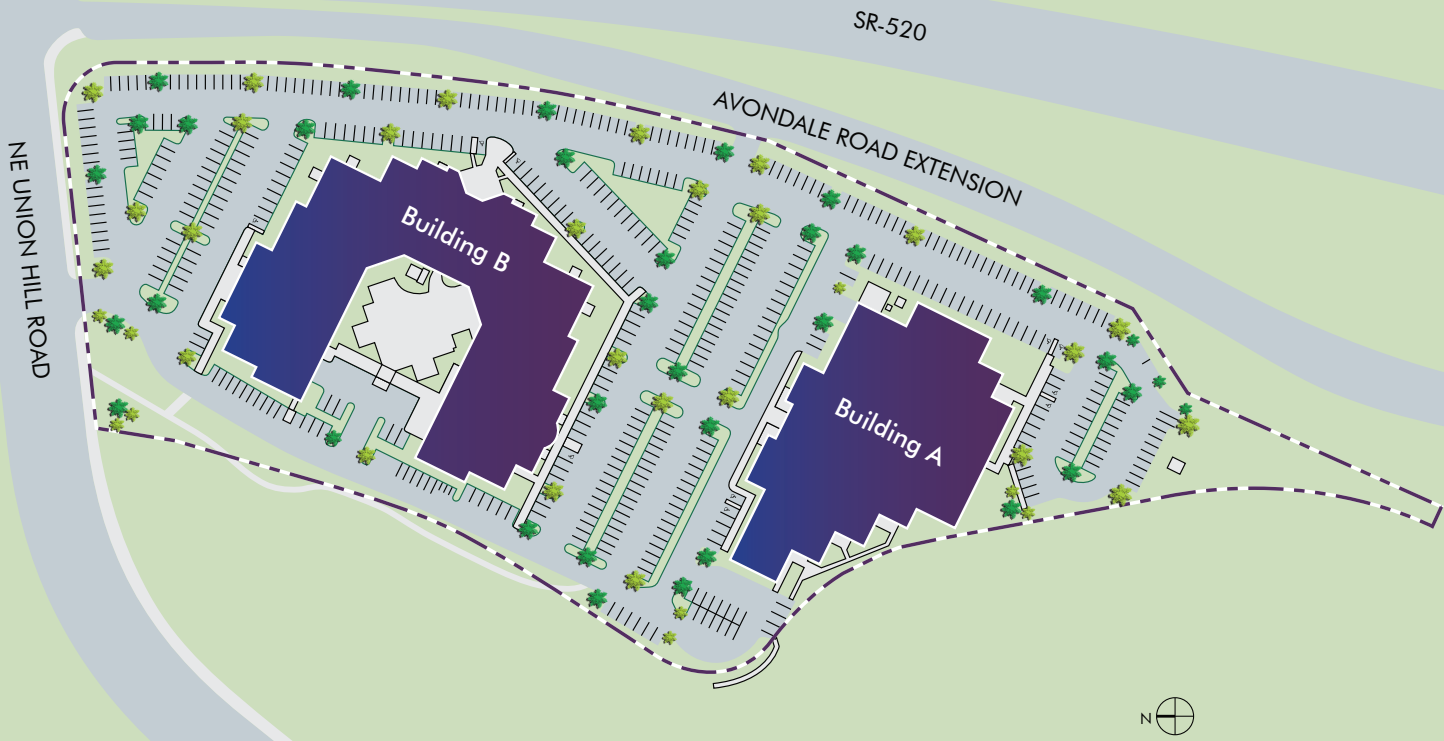 SR-520
AVONDALE ROAD EXTENSION
NE UNION HILL ROAD
Building B
Building A
N